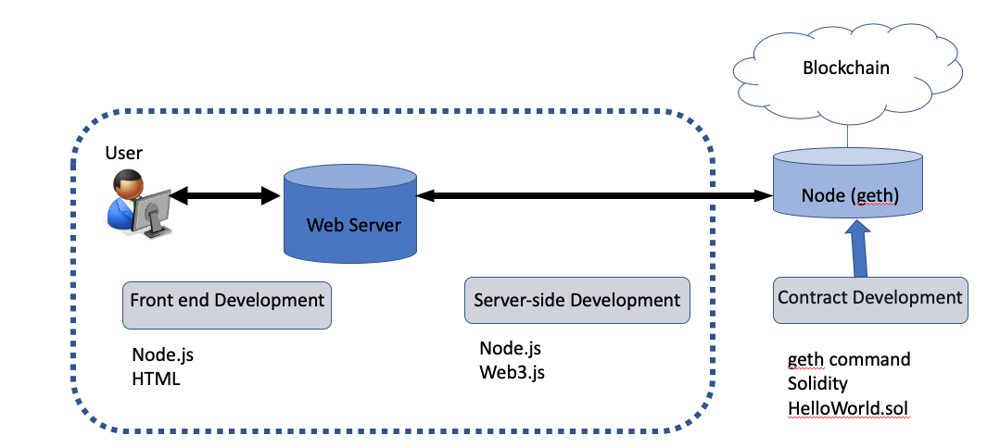 Blockchain
User
Web Server
Node (geth)
Front end Development
Server-side Development
Contract Development
Node.js
HTML
Node.js
Web3.js
geth command
Solidity
HelloWorld.sol